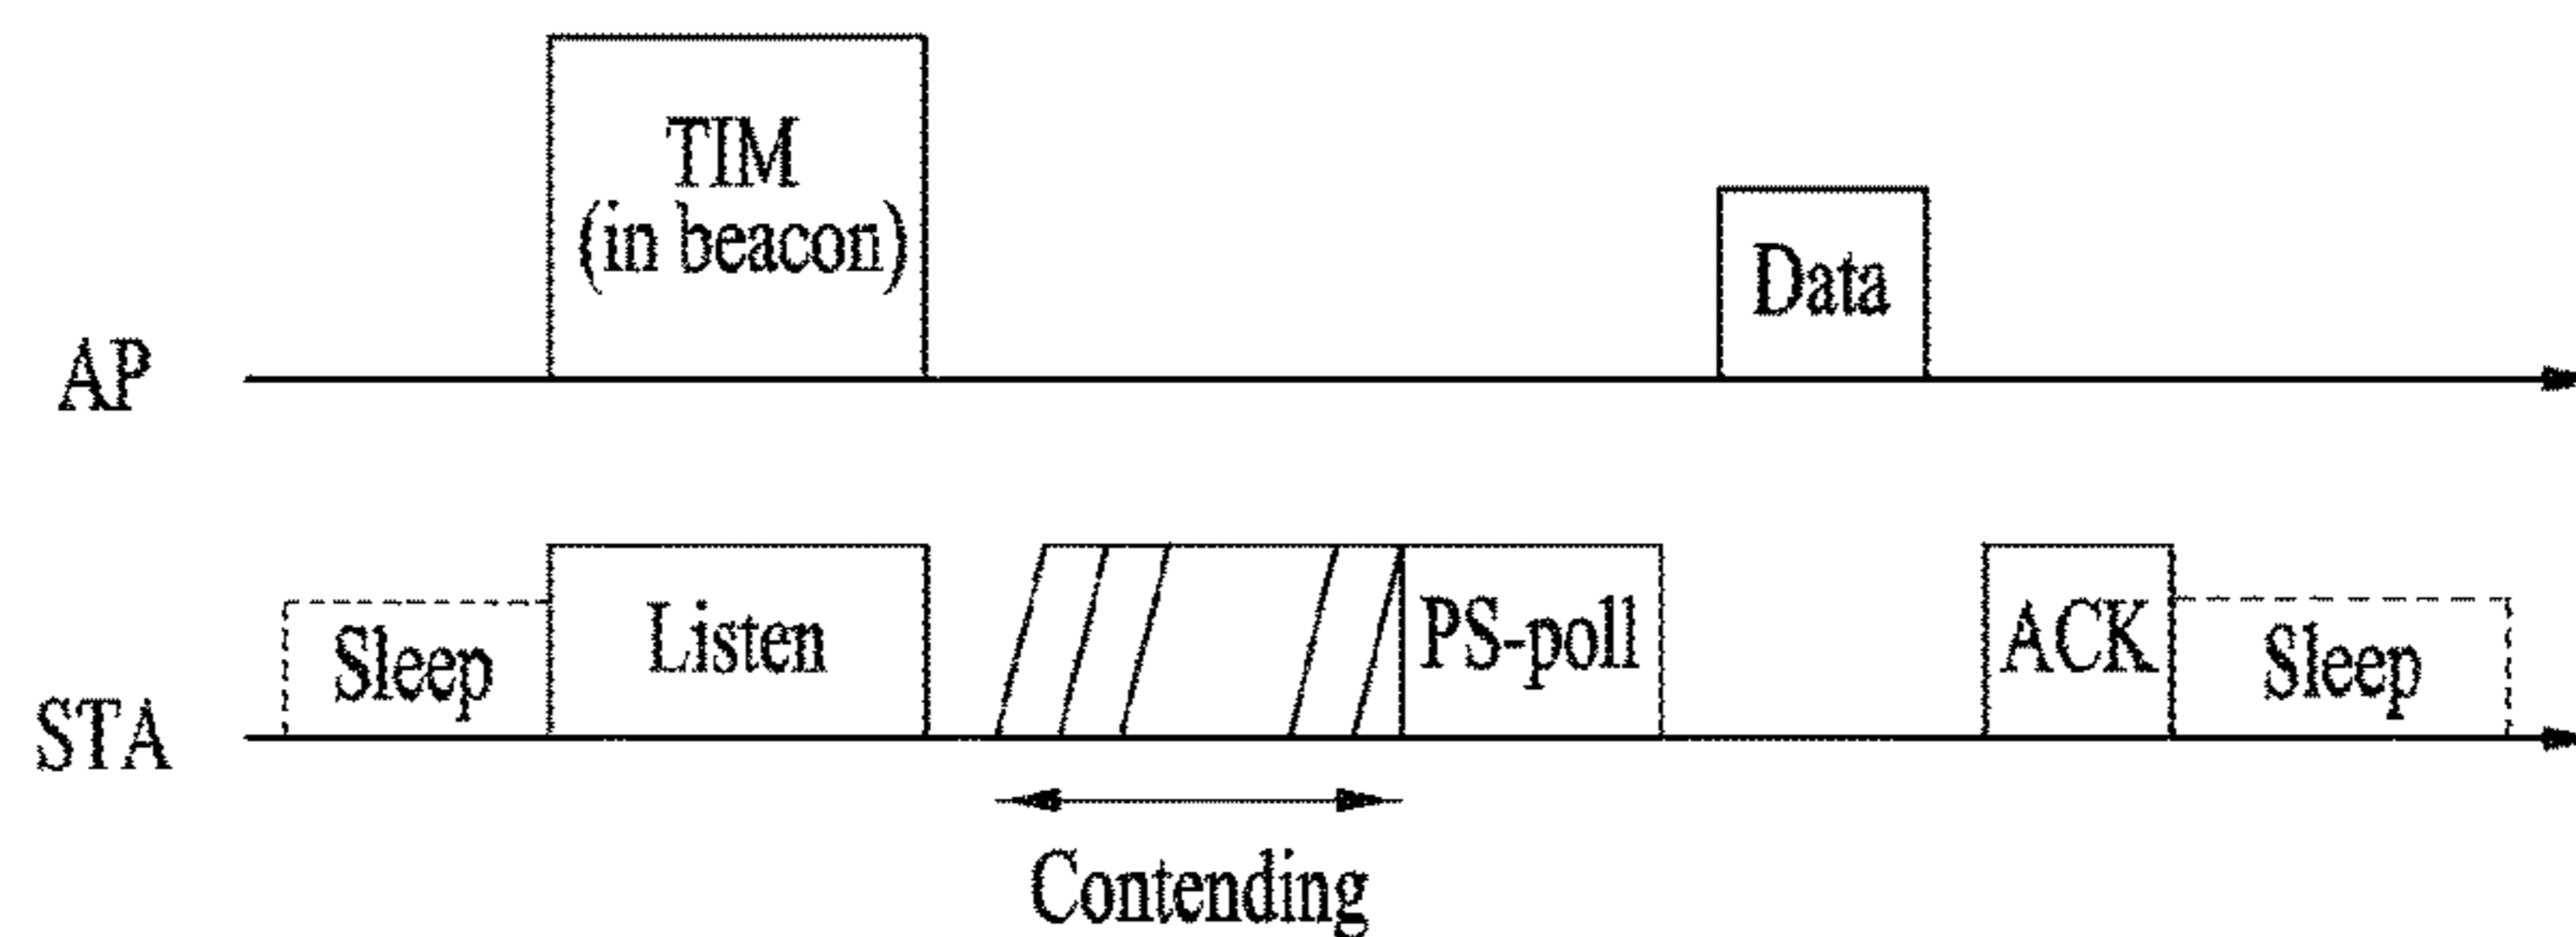 TIM
(in beacon)
Data
AP
Sleep
Listen
PS-poll
ACK
Sleep
STA
Contending